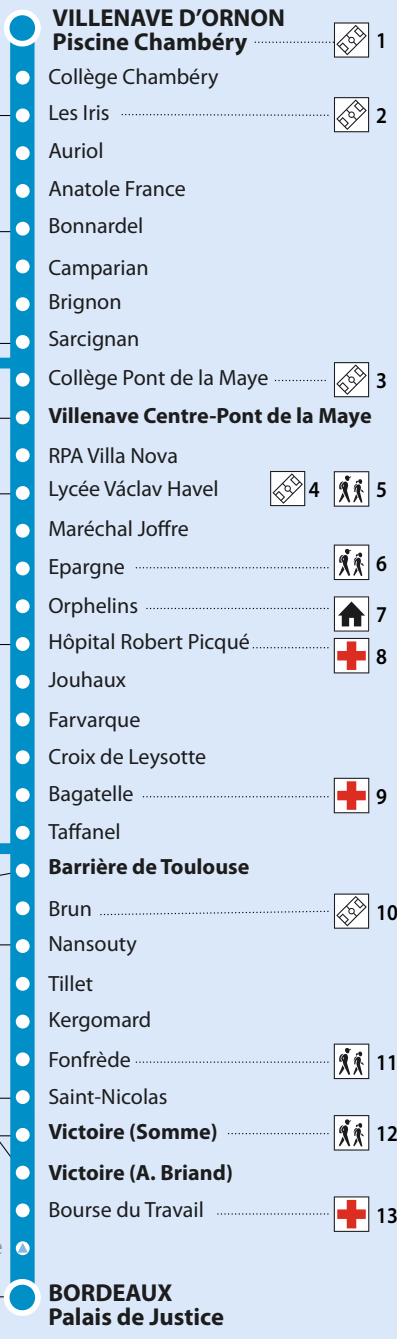 VILLENAVE D'ORNON
Piscine Chambéry 1
Collège Chambéry
Les Iris 2
Auriol
Anatole France
Bonnardel
Camparian
Brignon
Sarcignan
Collège Pont de la Maye 3
Villenave Centre-Pont de la Maye
RPA Villa Nova
Lycée Václav Havel 4 5
Maréchal Joffre
Epargne 6
Orphelins 7
Hôpital Robert Picqué 8
Jouhaux
Farvarque
Croix de Leysotte
Bagatelle 9
Taffanel
Barrière de Toulouse
Brun 10
Nansouty
Tillet
Kergomard
Fonfrède 11
Saint-Nicolas
Victoire (Somme) 12
Victoire (A. Briand)
Bourse du Travail 13
BORDEAUX
Palais de Justice